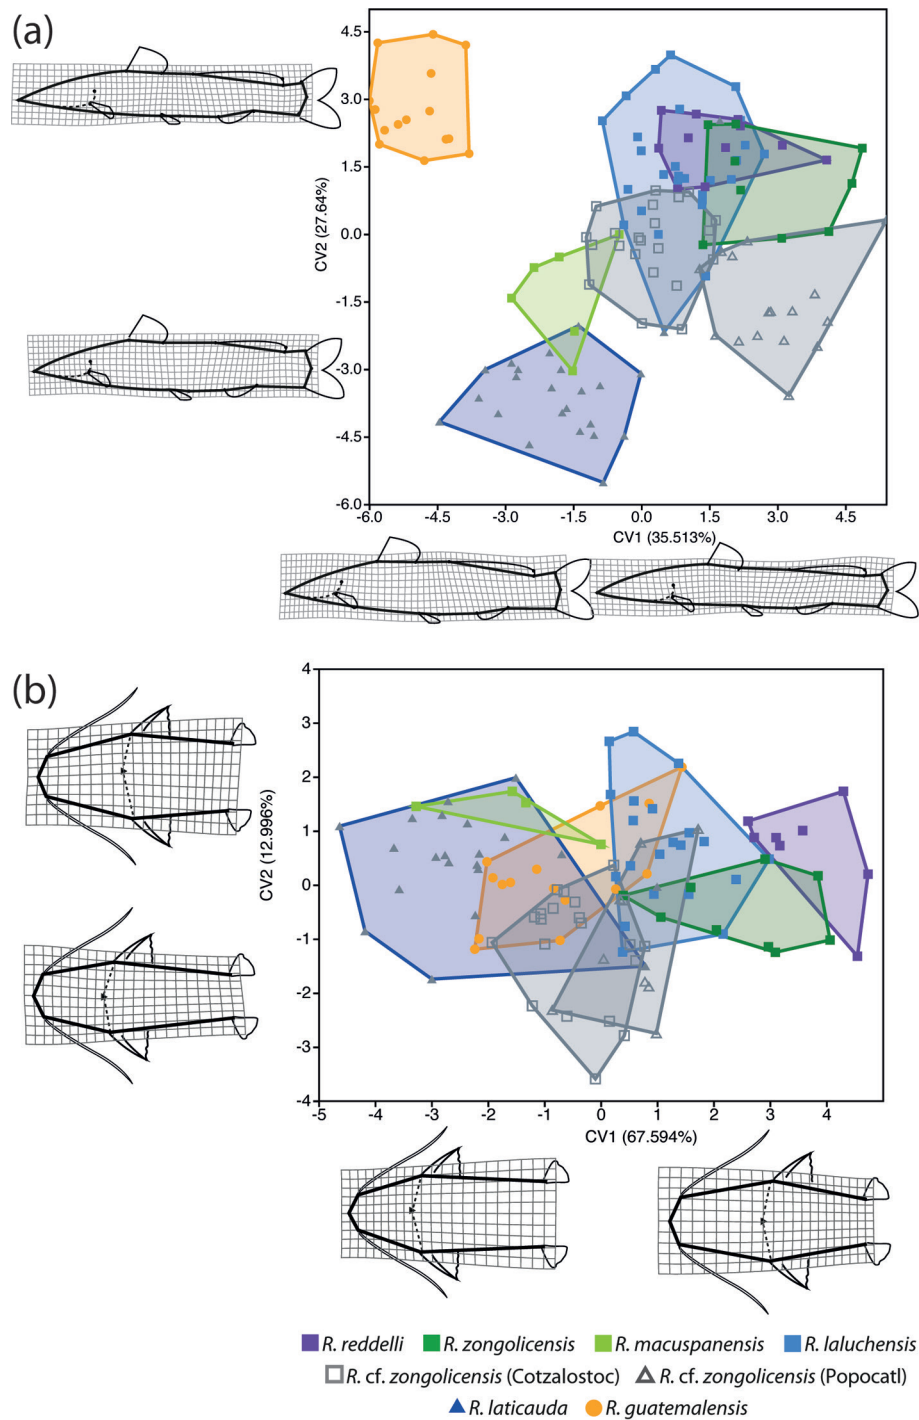 (a)
4.5
3.0
1.5
0.0
-1.5
-3.0
-4.5
-6.0
CV2 (27.64%)
-6.0 -4.5 -3.0 -1.5 0.0 1.5 3.0 4.5
CV1 (35.513%)
(b)
4
3
2
1
0
-1
-2
-3
-4
CV2 (12.996%)
-5 -4 -3 -2 -1 0 1 2 3 4
CV1 (67.594%)
R. reddelli R. zongolicensis R. macuspanensis R. laluchensis
R. cf. zongolicensis (Cotzalostoc) R. cf. zongolicensis (Popocatl)
R. laticauda R. guatemalensis